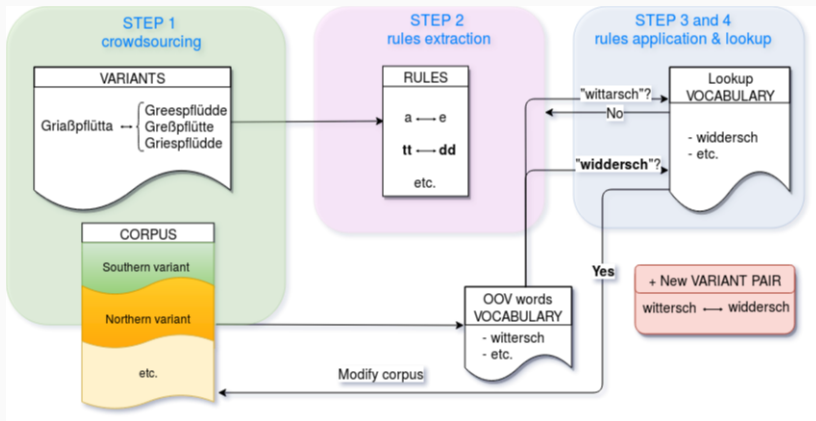 STEP 1
crowdsourcing
VARIANTS
Griaßpflütta
Greespflüdde
Greßpflütte
Griespflüdde
CORPUS
Southern variant
Northern variant
etc.
STEP 2
rules extraction
RULES
a ⟷ e
tt ⟷ dd
etc.
OOV words
VOCABULARY
- wittersch
- etc.
STEP 3 and 4
rules application & lookup
"wittarsch"?
No
"widdersch"?
Lookup
VOCABULARY
- widdersch
- etc.
Yes
Modify corpus
+ New VARIANT PAIR
wittersch ⟷ widdersch